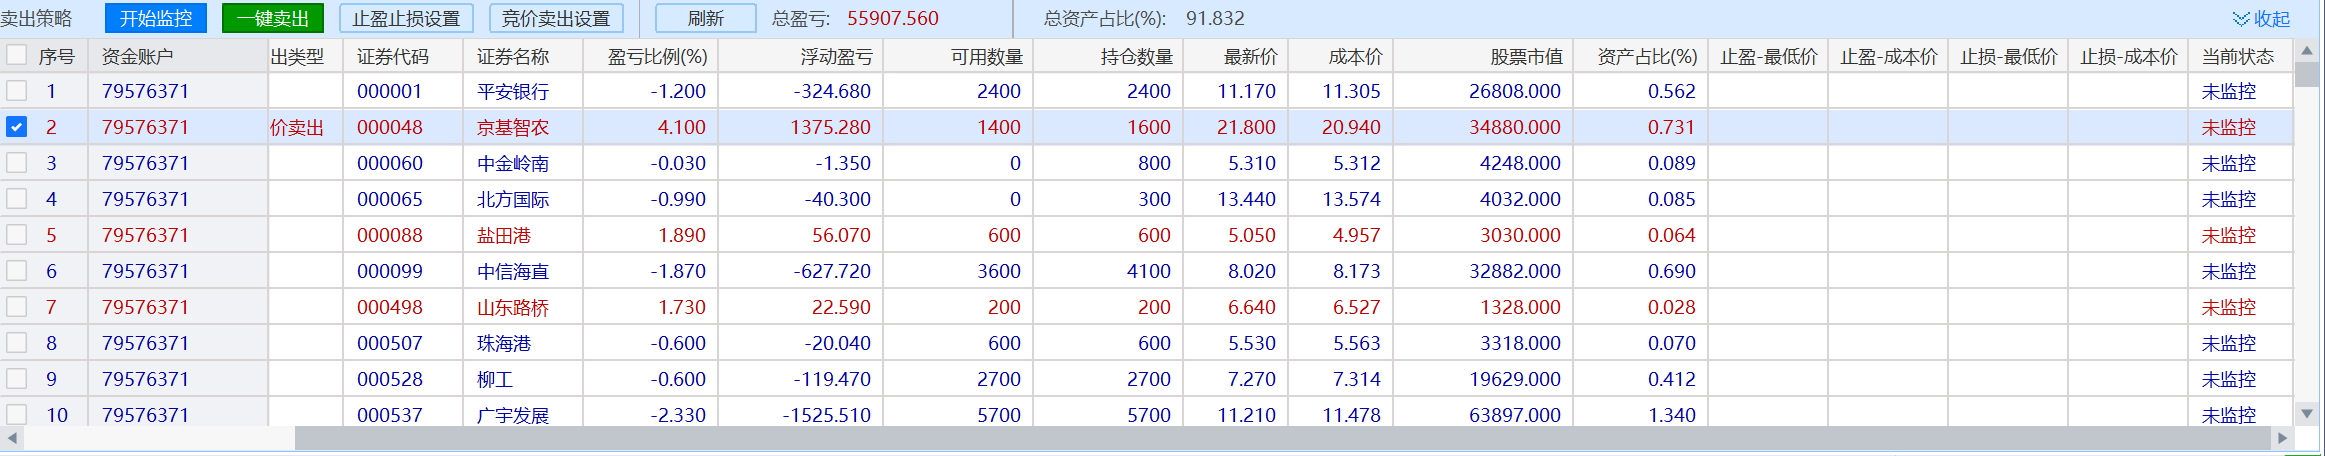 卖出策略 开始监控 一键卖出 止盈止损设置 竞价卖出设置 刷新 总盈亏: 55907.560 总资产占比(%): 91.832 收起
序号 资金账户 出类型 证券代码 证券名称 盈亏比例(%) 浮动盈亏 可用数量 持仓数量 最新价 成本价 股票市值 资产占比(%) 止盈-最低价 止盈-成本价 止损-最低价 止损-成本价 当前状态
1 79576371 000001 平安银行 -1.200 -324.680 2400 2400 11.170 11.305 26808.000 0.562 未监控
2 79576371 价卖出 000048 京基智农 4.100 1375.280 1400 1600 21.800 20.940 34880.000 0.731 未监控
3 79576371 000060 中金岭南 -0.030 -1.350 0 800 5.310 5.312 4248.000 0.089 未监控
4 79576371 000065 北方国际 -0.990 -40.300 0 300 13.440 13.574 4032.000 0.085 未监控
5 79576371 000088 盐田港 1.890 56.070 600 600 5.050 4.957 3030.000 0.064 未监控
6 79576371 000099 中信海直 -1.870 -627.720 3600 4100 8.020 8.173 32882.000 0.690 未监控
7 79576371 000498 山东路桥 1.730 22.590 200 200 6.640 6.527 1328.000 0.028 未监控
8 79576371 000507 珠海港 -0.600 -20.040 600 600 5.530 5.563 3318.000 0.070 未监控
9 79576371 000528 柳工 -0.600 -119.470 2700 2700 7.270 7.314 19629.000 0.412 未监控
10 79576371 000537 广宇发展 -2.330 -1525.510 5700 5700 11.210 11.478 63897.000 1.340 未监控